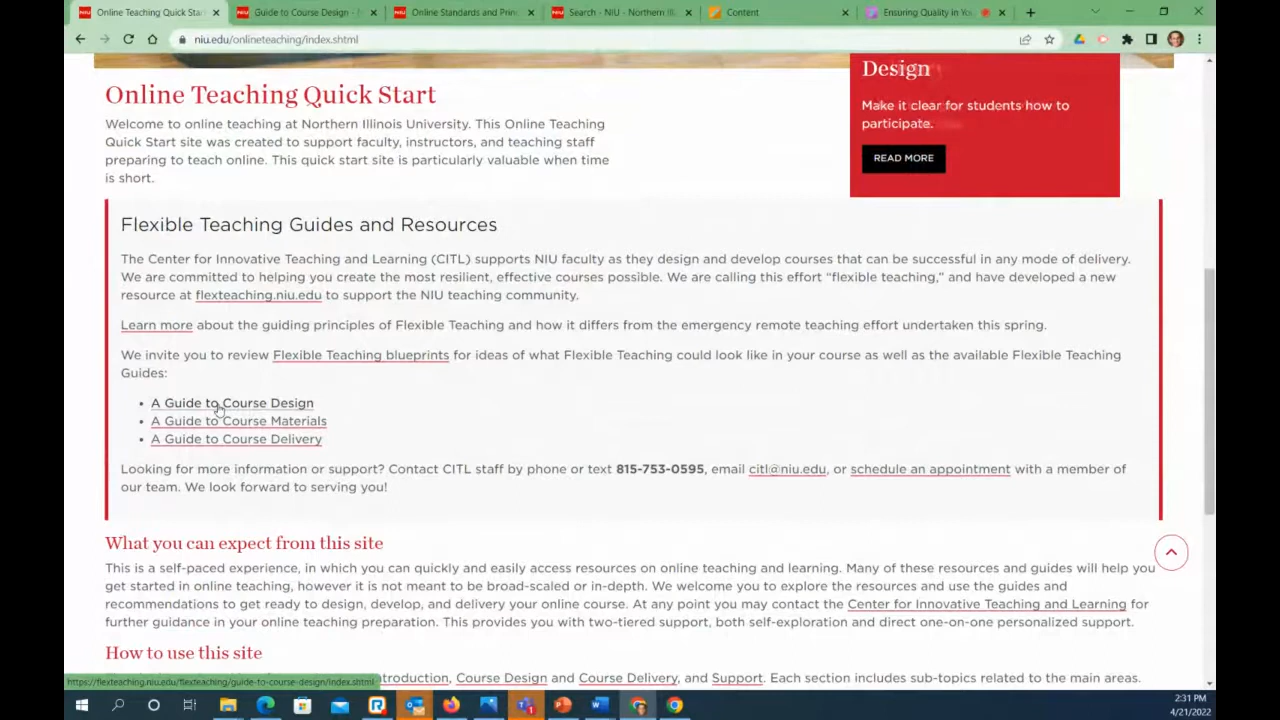 Online Teaching Quick Star
Guide to Course Design -
Online Standards and Prin
Search - NIU - Northern Ill
Content
Ensuring Quality in Yo
niu.edu/onlineteaching/index.shtml
Design
Make it clear for students how to
participate.
READ MORE
Online Teaching Quick Start
Welcome to online teaching at Northern Illinois University. This Online Teaching
Quick Start site was created to support faculty, instructors, and teaching staff
preparing to teach online. This quick start site is particularly valuable when time
is short.
Flexible Teaching Guides and Resources
The Center for Innovative Teaching and Learning (CITL) supports NIU faculty as they design and develop courses that can be successful in any mode of delivery.
We are committed to helping you create the most resilient, effective courses possible. We are calling this effort “flexible teaching,” and have developed a new
resource at flexteaching.niu.edu to support the NIU teaching community.
Learn more about the guiding principles of Flexible Teaching and how it differs from the emergency remote teaching effort undertaken this spring.
We invite you to review Flexible Teaching blueprints for ideas of what Flexible Teaching could look like in your course as well as the available Flexible Teaching
Guides:
• A Guide to Course Design
• A Guide to Course Materials
• A Guide to Course Delivery
Looking for more information or support? Contact CITL staff by phone or text 815-753-0595, email citl@niu.edu, or schedule an appointment with a member of
our team. We look forward to serving you!
What you can expect from this site
This is a self-paced experience, in which you can quickly and easily access resources on online teaching and learning. Many of these resources and guides will help you
get started in online teaching, however it is not meant to be broad-scaled or in-depth. We welcome you to explore the resources and use the guides and
recommendations to get ready to design, develop, and delivery your online course. At any point you may contact the Center for Innovative Teaching and Learning for
further guidance in your online teaching preparation. This provides you with two-tiered support, both self-exploration and direct one-on-one personalized support.
How to use this site
troduction, Course Design and Course Delivery, and Support. Each section includes sub-topics related to the main areas.
https://flexteaching.niu.edu/flexteaching/guide-to-course-design/index.shtml
2:31 PM
4/21/2022